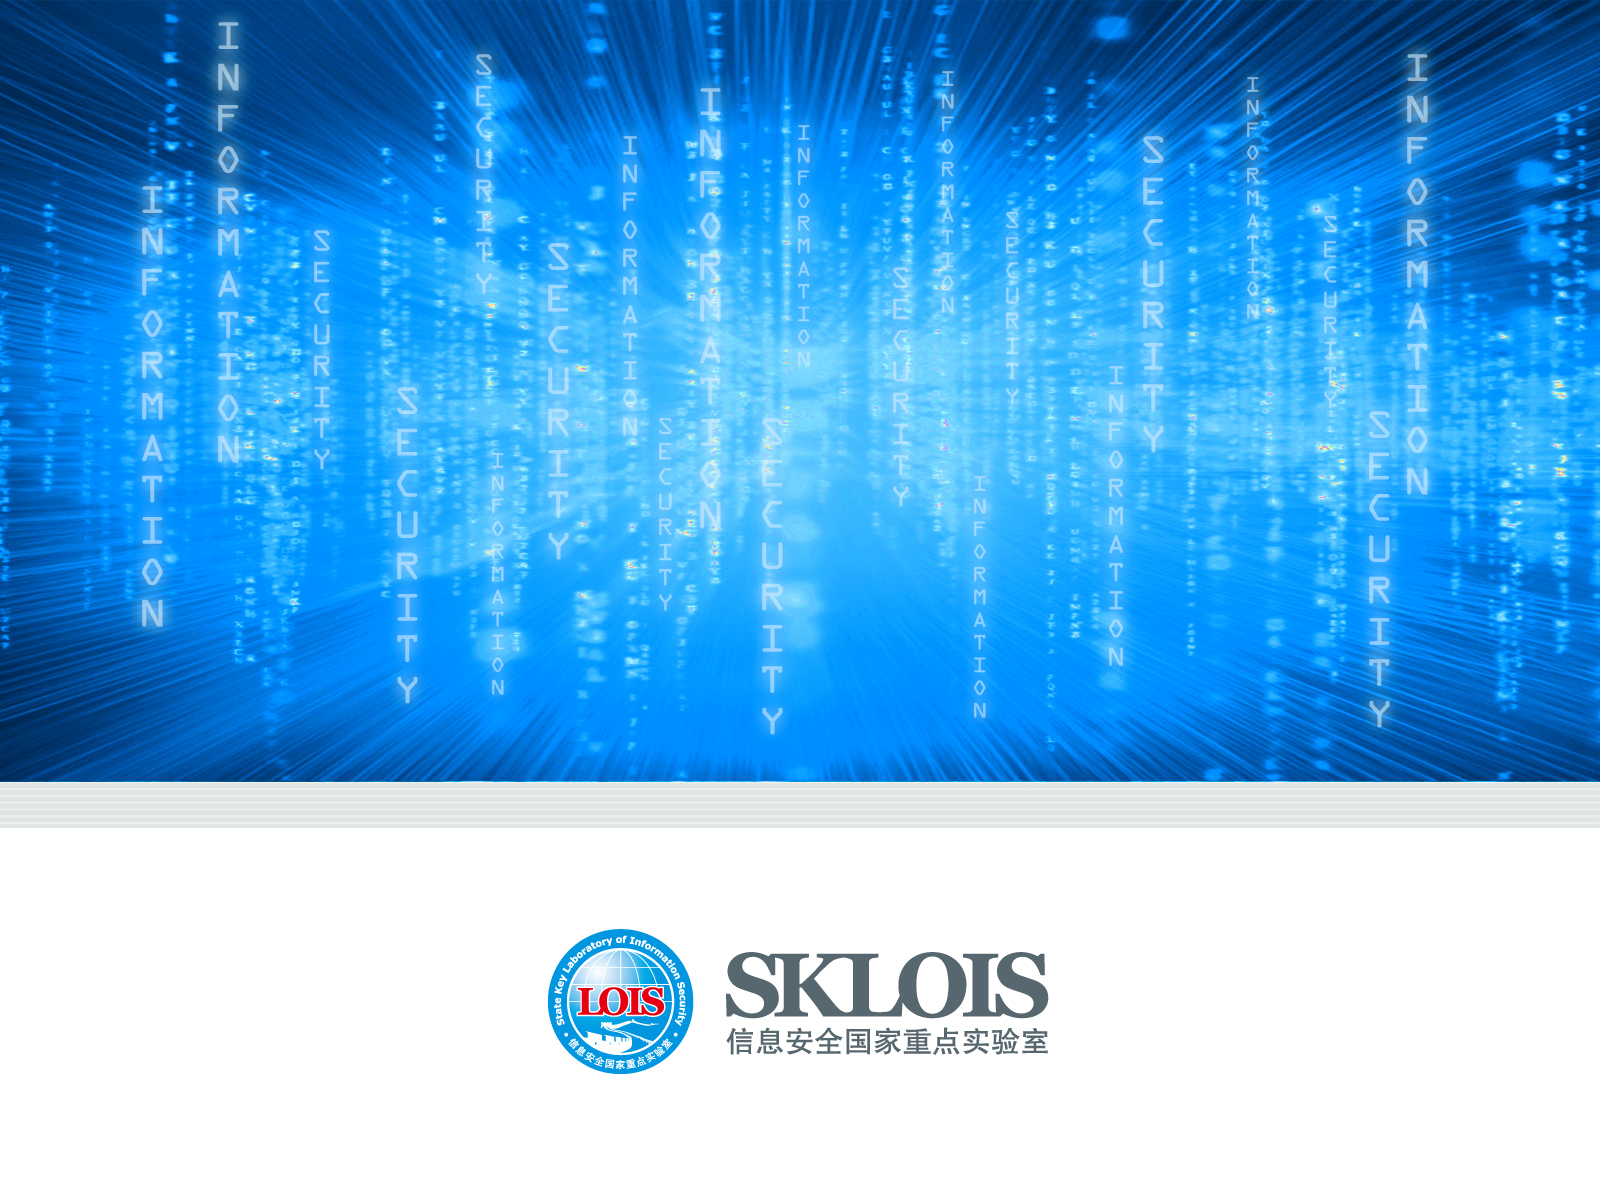 INFORMATION
INFORMATION
SECURITY
SECURITY
SECURITY
INFORMATION
SECURITY
INFORMATION
SECURITY
INFORMATION
SECURITY
INFORMATION
SECURITY
INFORMATION
INFORMATION
SECURITY
INFORMATION
SECURITY
INFORMATION
SECURITY
SECURITY
INFORMATION
State Key Laboratory of Information Security
LOIS
• 信息安全国家重点实验室 •
SKLOIS
信息安全国家重点实验室